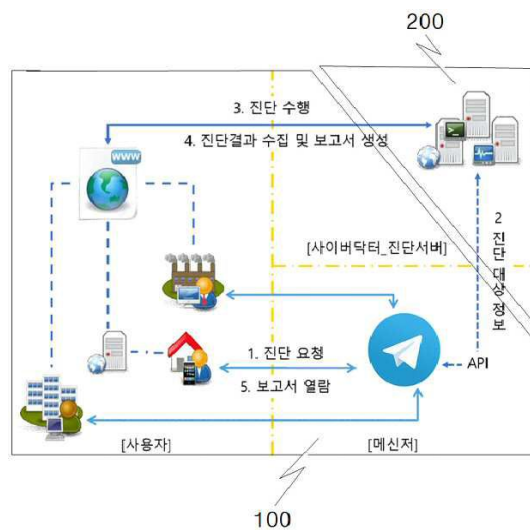 200
3. 진단 수행
4. 진단결과 수집 및 보고서 생성
WWW
[사이버닥터_진단서버]
2 진단 대상 정보
1. 진단 요청
5. 보고서 열람
API
[사용자]
[메신저]
100